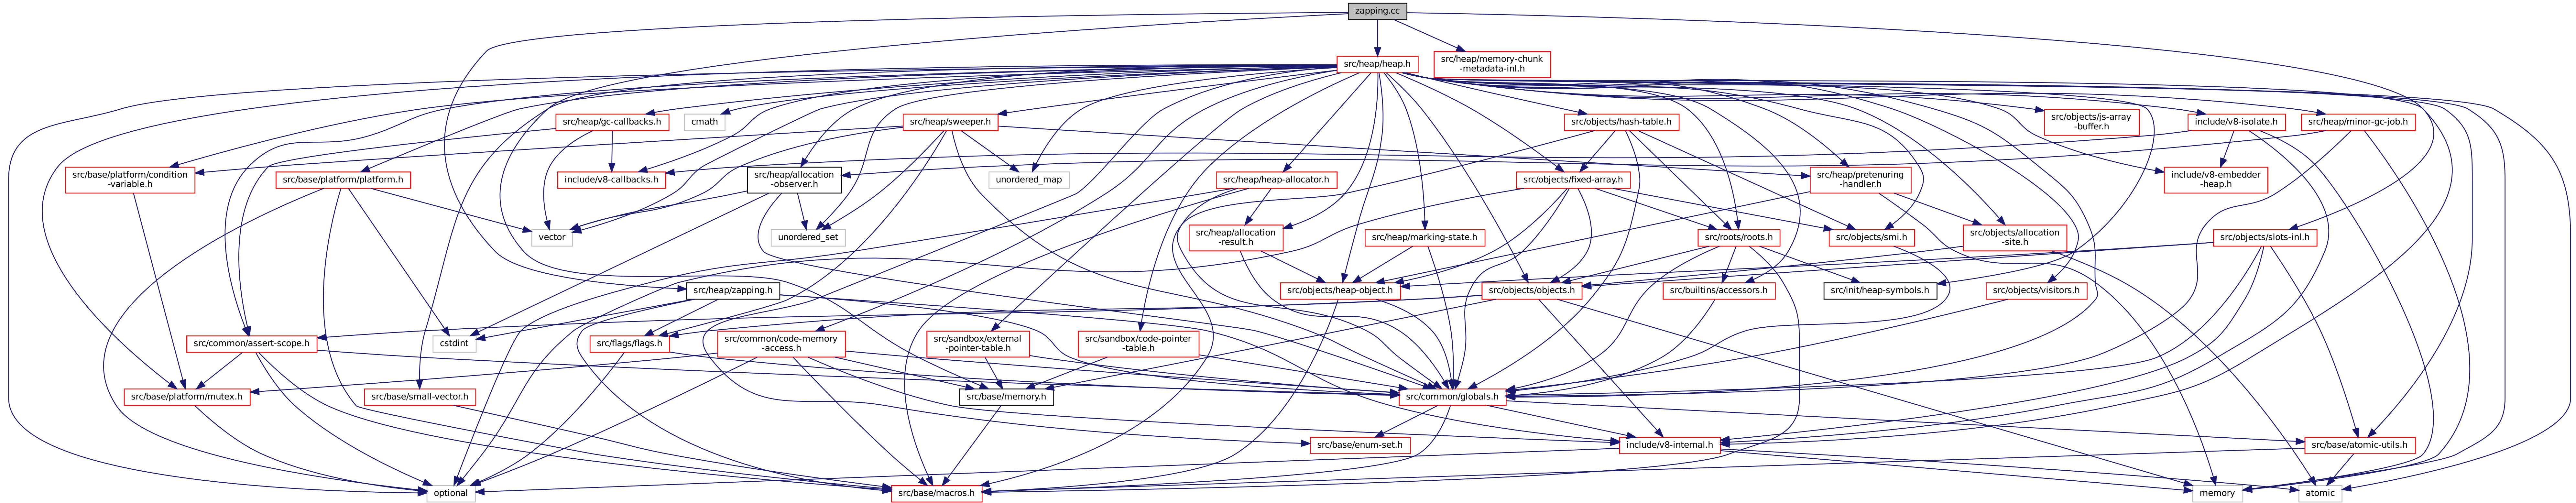 zapping.cc
src/heap/heap.h
src/heap/memory-chunk
-metadata-inl.h
src/heap/gc-callbacks.h
cmath
src/heap/sweeper.h
src/objects/hash-table.h
src/objects/js-array
-buffer.h
include/v8-isolate.h
src/heap/minor-gc-job.h
src/base/platform/condition
-variable.h
src/base/platform/platform.h
include/v8-callbacks.h
src/heap/allocation
-observer.h
unordered_map
src/heap/heap-allocator.h
src/objects/fixed-array.h
src/heap/pretenuring
-handler.h
include/v8-embedder
-heap.h
vector
unordered_set
src/heap/allocation
-result.h
src/heap/marking-state.h
src/roots/roots.h
src/objects/smi.h
src/objects/allocation
-site.h
src/objects/slots-inl.h
src/heap/zapping.h
src/objects/heap-object.h
src/objects/objects.h
src/builtins/accessors.h
src/init/heap-symbols.h
src/objects/visitors.h
src/common/assert-scope.h
cstdint
src/flags/flags.h
src/common/code-memory
-access.h
src/sandbox/external
-pointer-table.h
src/sandbox/code-pointer
-table.h
src/base/platform/mutex.h
src/base/small-vector.h
src/base/memory.h
src/common/globals.h
src/base/enum-set.h
include/v8-internal.h
src/base/atomic-utils.h
optional
src/base/macros.h
memory
atomic